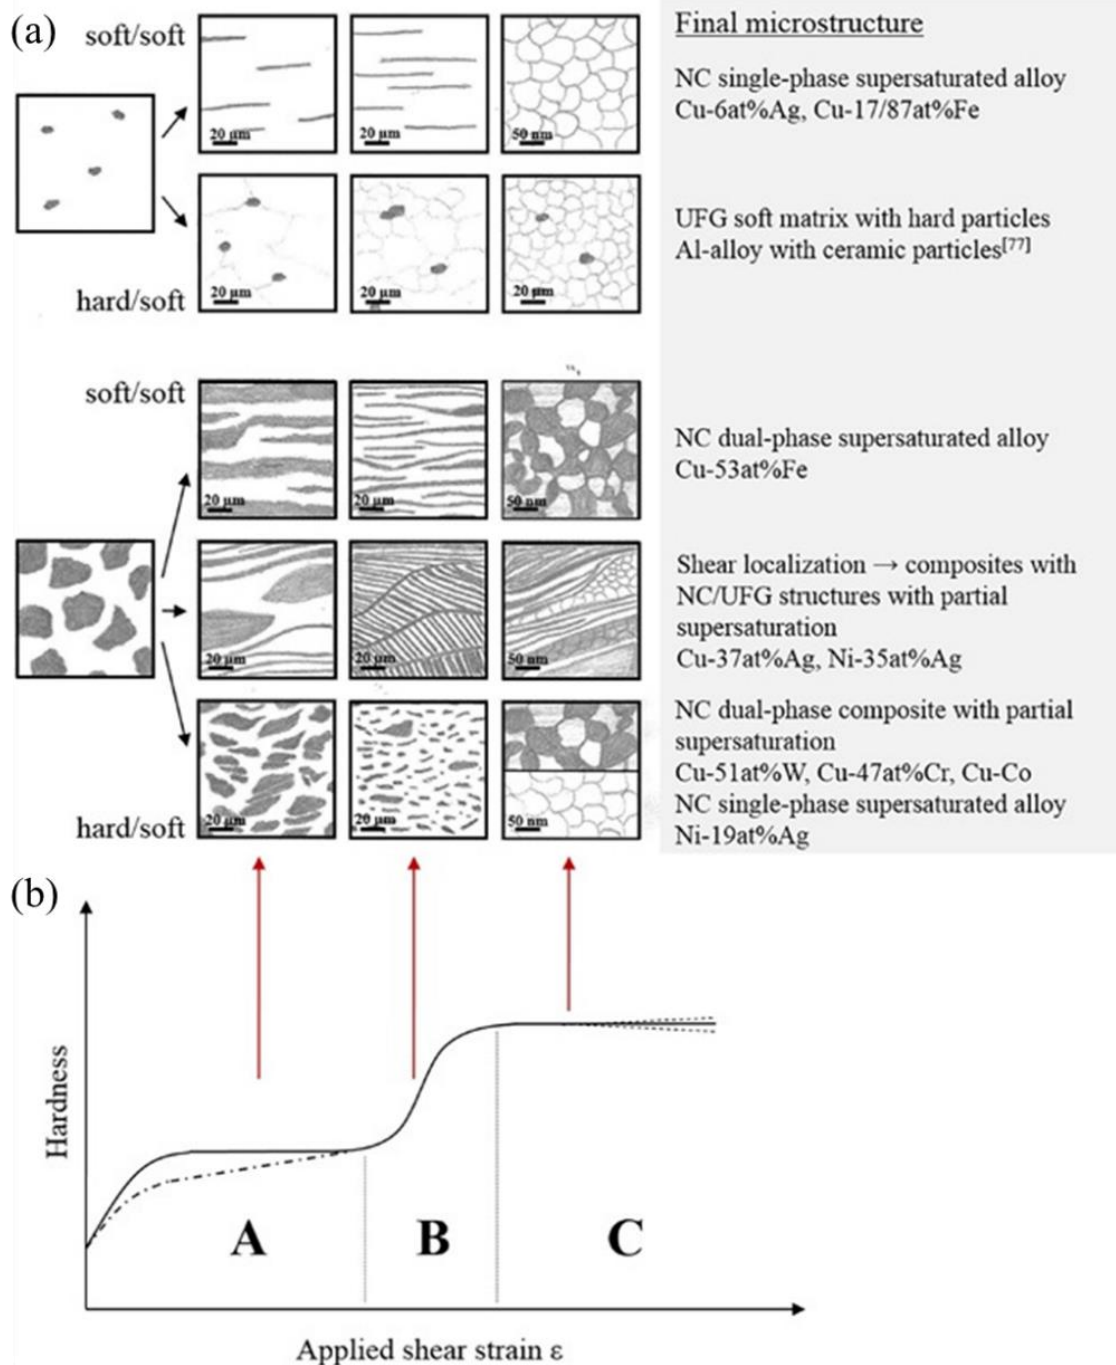 (a)
soft/soft
20 µm
20 µm
50 nm
hard/soft
20 µm
20 µm
20 µm
soft/soft
20 µm
20 µm
50 nm
20 µm
20 µm
50 nm
hard/soft
20 µm
20 µm
50 nm
Final microstructure
NC single-phase supersaturated alloy
Cu-6at%Ag, Cu-17/87at%Fe
UFG soft matrix with hard particles
Al-alloy with ceramic particles[77]
NC dual-phase supersaturated alloy
Cu-53at%Fe
Shear localization → composites with
NC/UFG structures with partial
supersaturation
Cu-37at%Ag, Ni-35at%Ag
NC dual-phase composite with partial
supersaturation
Cu-51at%W, Cu-47at%Cr, Cu-Co
NC single-phase supersaturated alloy
Ni-19at%Ag
(b)
Hardness
A
B
C
Applied shear strain ε